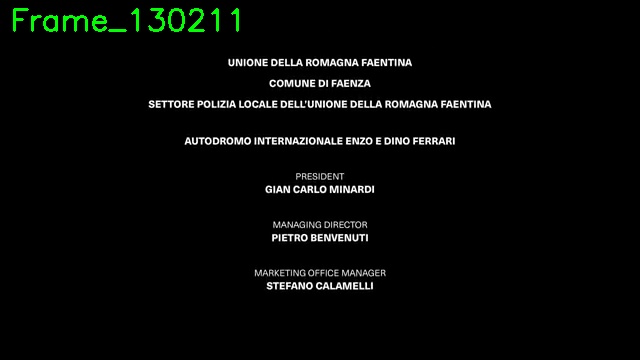 Frame_130211
UNIONE DELLA ROMAGNA FAENTINA
COMUNE DI FAENZA
SETTORE POLIZIA LOCALE DELL'UNIONE DELLA ROMAGNA FAENTINA
AUTODROMO INTERNAZIONALE ENZO E DINO FERRARI
PRESIDENT
GIAN CARLO MINARDI
MANAGING DIRECTOR
PIETRO BENVENUTI
MARKETING OFFICE MANAGER
STEFANO CALAMELLI